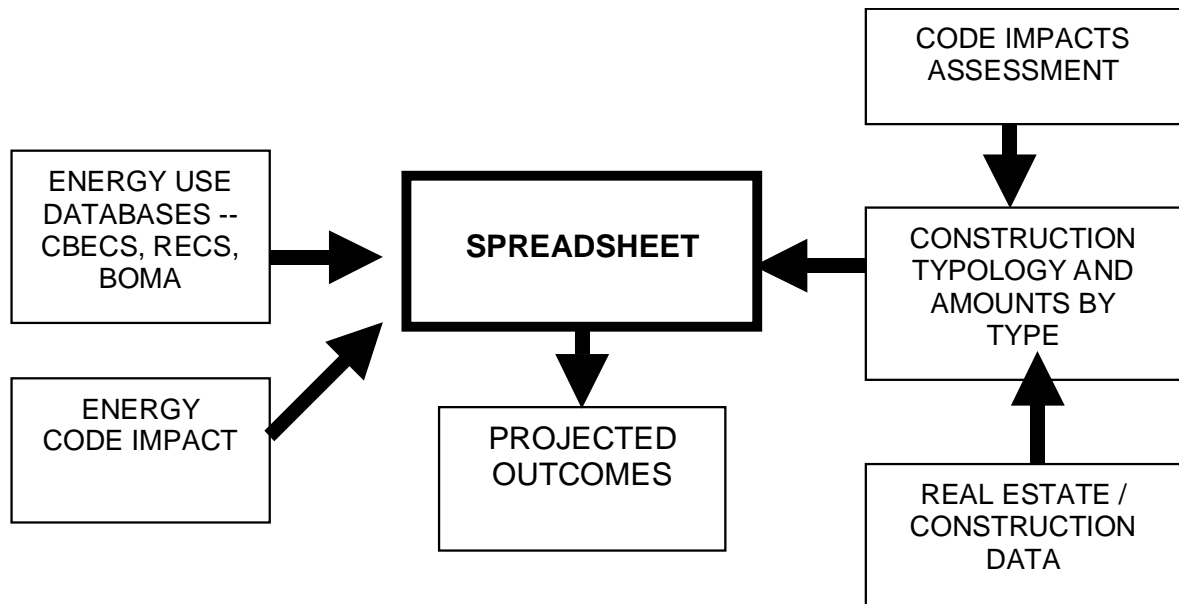 CODE IMPACTS
ASSESSMENT
ENERGY USE
DATABASES --
CBECS, RECS,
BOMA
SPREADSHEET
CONSTRUCTION
TYPOLOGY AND
AMOUNTS BY
TYPE
ENERGY
CODE IMPACT
PROJECTED
OUTCOMES
REAL ESTATE /
CONSTRUCTION
DATA